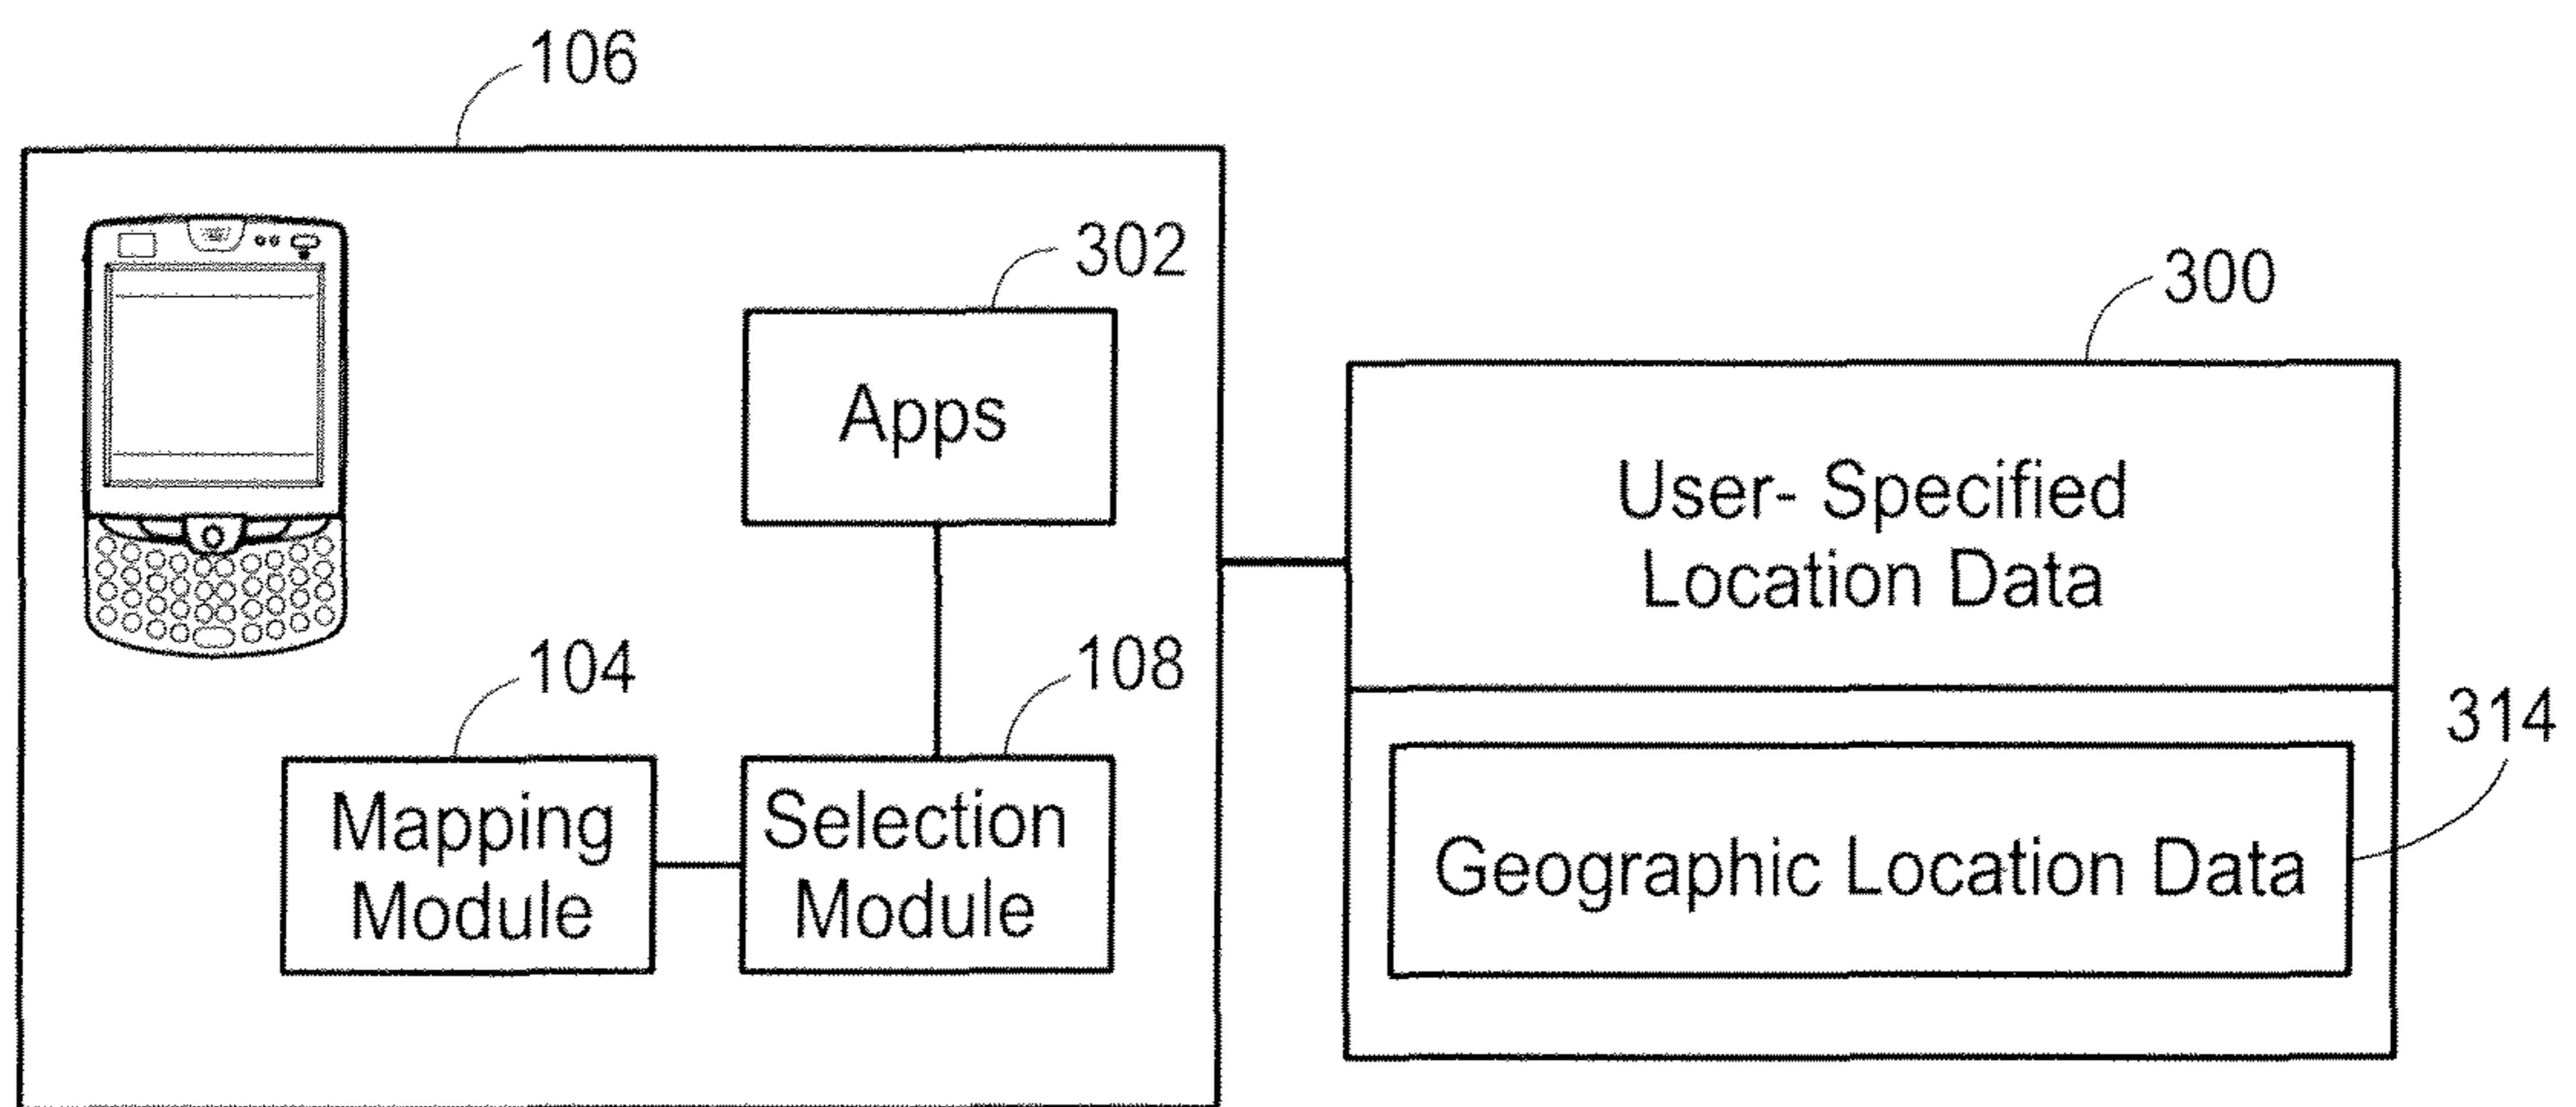 106
302
300
Apps
User- Specified
Location Data
104
108
314
Mapping
Module
Selection
Module
Geographic Location Data